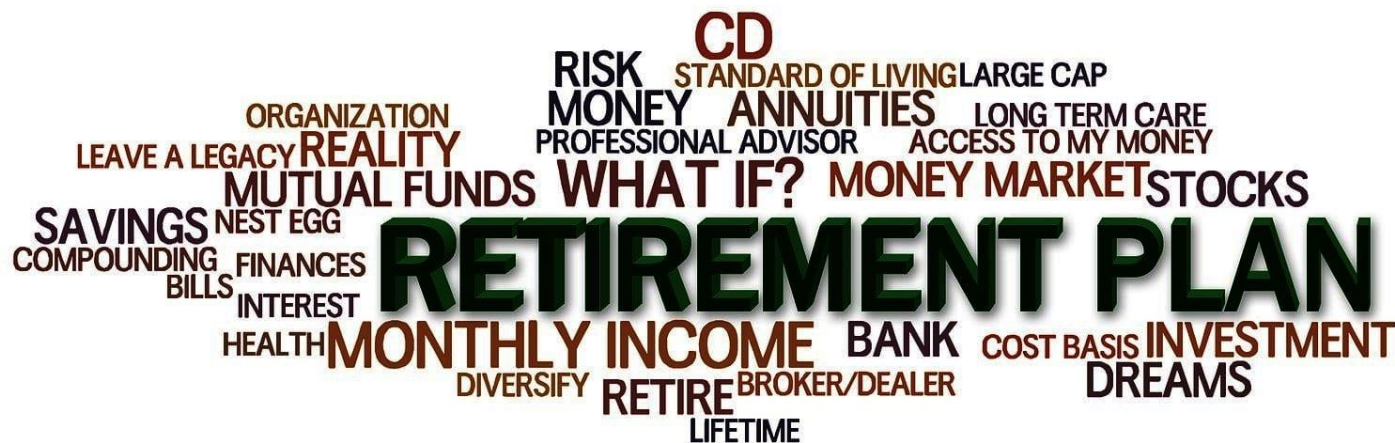 CD
RISK STANDARD OF LIVING LARGE CAP
ORGANIZATION MONEY ANNUITIES LONG TERM CARE
LEAVE A LEGACY REALITY PROFESSIONAL ADVISOR ACCESS TO MY MONEY
MUTUAL FUNDS WHAT IF? MONEY MARKET STOCKS
SAVINGS NEST EGG
RETIREMENT PLAN
COMPOUNDING FINANCES
BILLS
INTEREST
HEALTH MONTHLY INCOME BANK COST BASIS INVESTMENT
DIVERSIFY RETIRE BROKER/DEALER DREAMS
LIFETIME